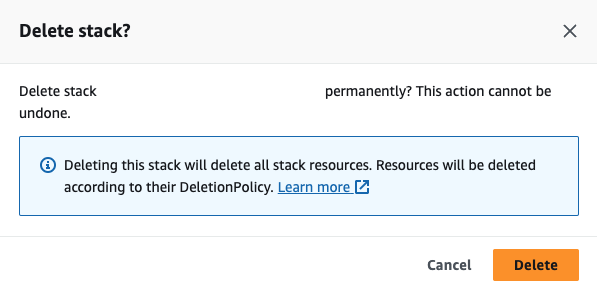 Delete stack?
Delete stack permanently? This action cannot be
undone.
Deleting this stack will delete all stack resources. Resources will be deleted
according to their DeletionPolicy. Learn more
Cancel Delete